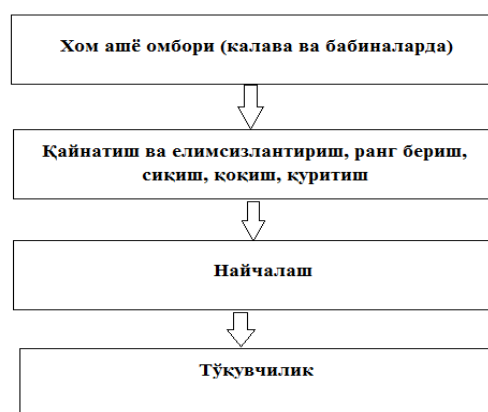 Хом ашё омбори (калава ва бабиналарда)
Қайнатиш ва елимсизлантириш, ранг бериш,
сиқиш, қоқиш, қуритиш
Найчалаш
Тўқувчилик